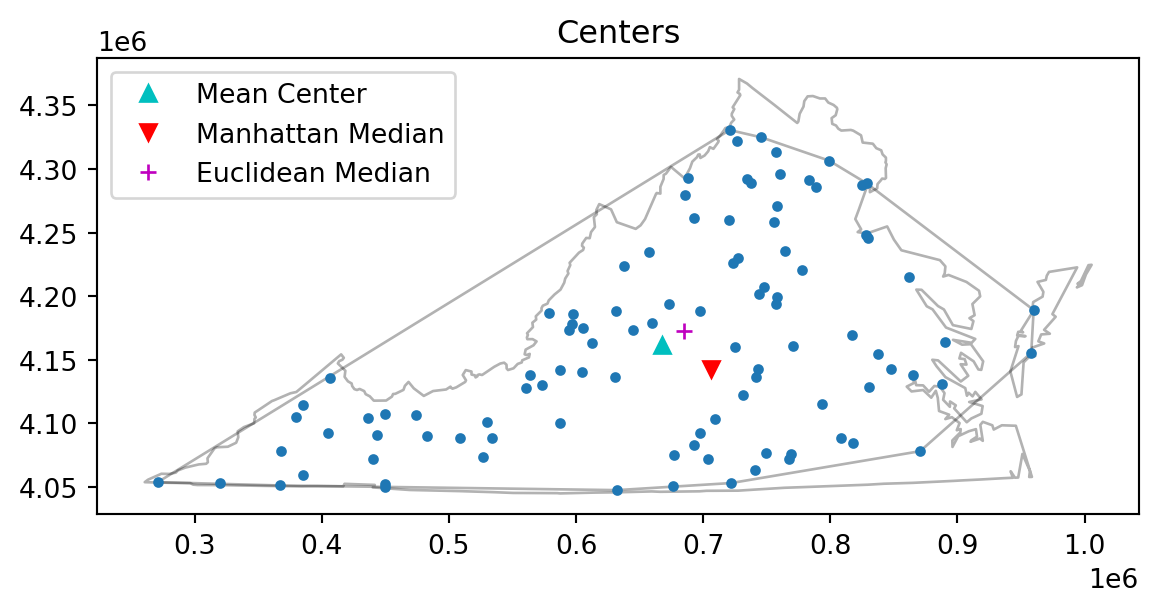 Centers
1e6
Mean Center
Manhattan Median
Euclidean Median
4.35
4.30
4.25
4.20
4.15
4.10
4.05
0.3 0.4 0.5 0.6 0.7 0.8 0.9 1.0
1e6